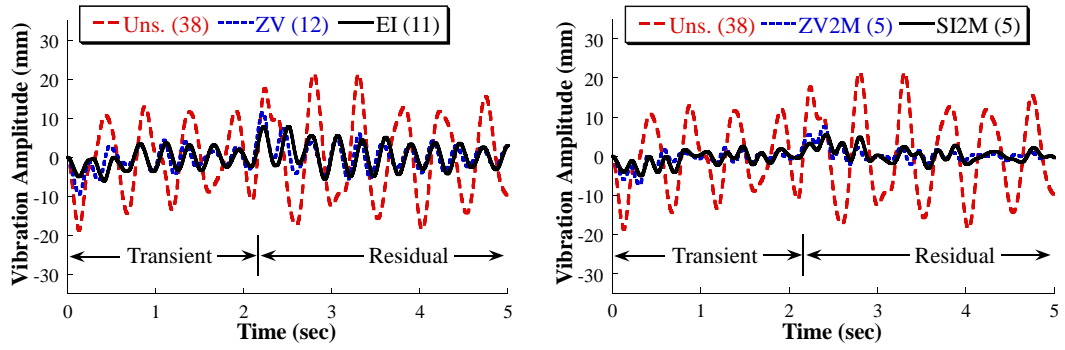 Uns. (38) ZV (12) EI (11)
Vibration Amplitude (mm)
30
20
10
0
-10
-20
-30
Transient
Residual
0 1 2 3 4 5
Time (sec)
Uns. (38) ZV2M (5) SI2M (5)
Vibration Amplitude (mm)
30
20
10
0
-10
-20
-30
Transient
Residual
0 1 2 3 4 5
Time (sec)